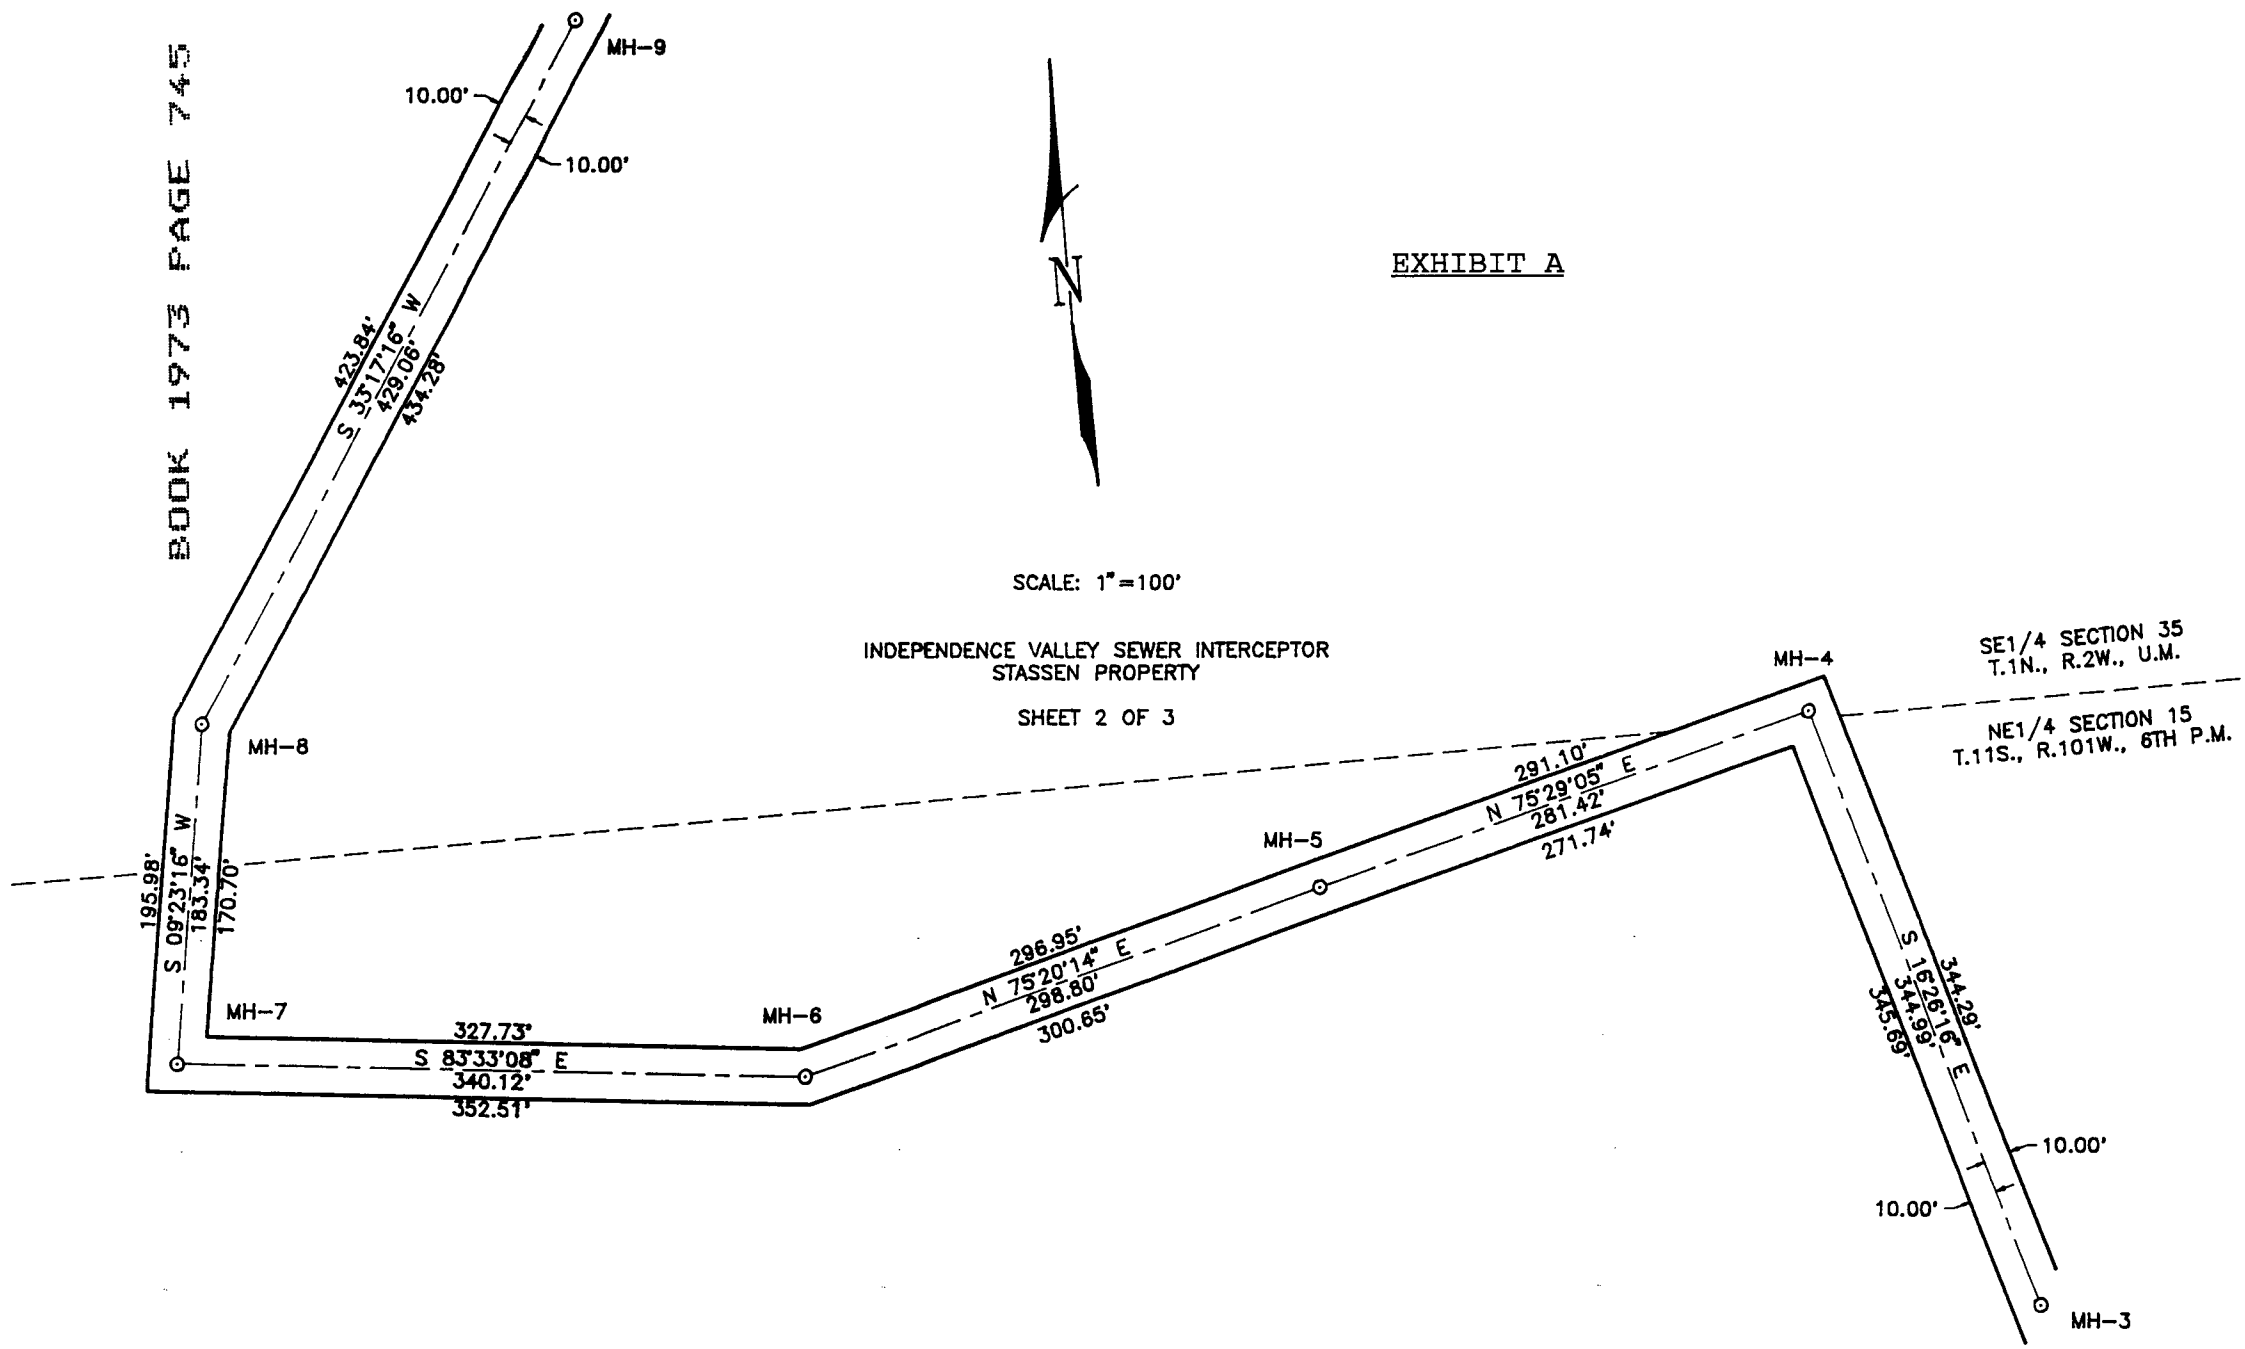 BOOK 1973 PAGE 745
MH-9
10.00'
10.00'
N
EXHIBIT A
423.84'
S 33°17'16" W
429.06'
434.28'
SCALE: 1"=100'
INDEPENDENCE VALLEY SEWER INTERCEPTOR
STASSEN PROPERTY
SHEET 2 OF 3
MH-4
SE1/4 SECTION 35
T.1N., R.2W., U.M.
NE1/4 SECTION 15
T.11S., R.101W., 6TH P.M.
MH-8
291.10'
N 75°29'05" E
281.42'
271.74'
MH-5
195.98'
S 09°23'16" W
183.34'
170.70'
296.95'
N 75°20'14" E
298.80'
300.65'
344.29'
S 16°26'16" E
344.99'
345.69'
MH-7
MH-6
327.73'
S 83°33'08" E
340.12'
352.51'
10.00'
10.00'
MH-3